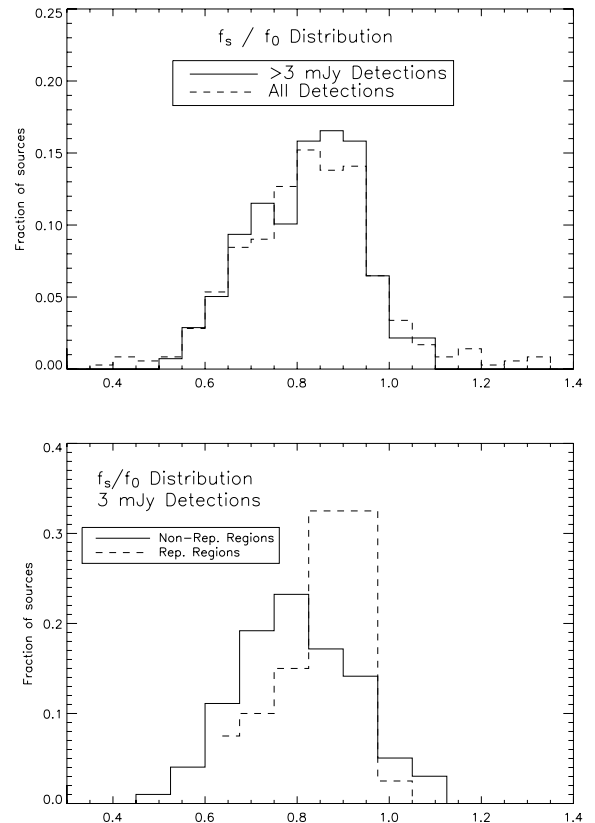 0.25
f_s / f_0 Distribution
>3 mJy Detections
All Detections
0.20
0.15
0.10
0.05
0.00
Fraction of sources
0.4 0.6 0.8 1.0 1.2 1.4
0.4
f_s/f_0 Distribution
3 mJy Detections
Non-Rep. Regions
Rep. Regions
0.3
0.2
0.1
0.0
Fraction of sources
0.4 0.6 0.8 1.0 1.2 1.4